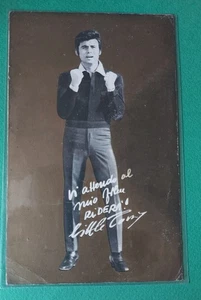 Vi attendo al
mio film
RiDERA'!
Little Tony